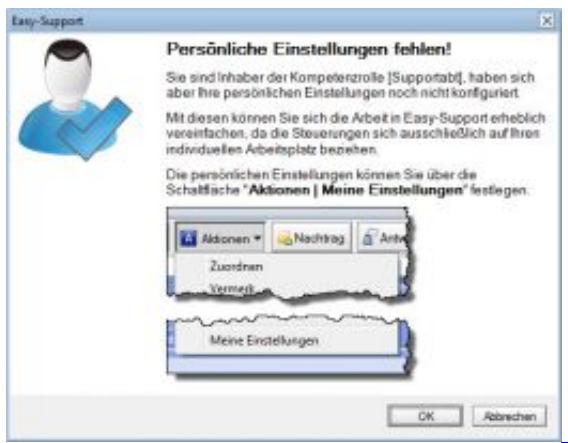 Easy-Support
Persönliche Einstellungen fehlen!
Sie sind Inhaber der Kompetenzrolle [Supportabt], haben sich
aber Ihre persönlichen Einstellungen noch nicht konfiguriert
Mit diesen können Sie sich die Arbeit in Easy-Support erheblich
vereinfachen, da die Steuerungen sich ausschließlich auf Ihren
individuellen Arbeitsplatz beziehen.
Die persönlichen Einstellungen können Sie über die
Schaltfläche "Aktionen | Meine Einstellungen" festlegen.
Aktionen Nachtrag Antw
Zuordnen
Vermerk
Meine Einstellungen
OK Abbrechen